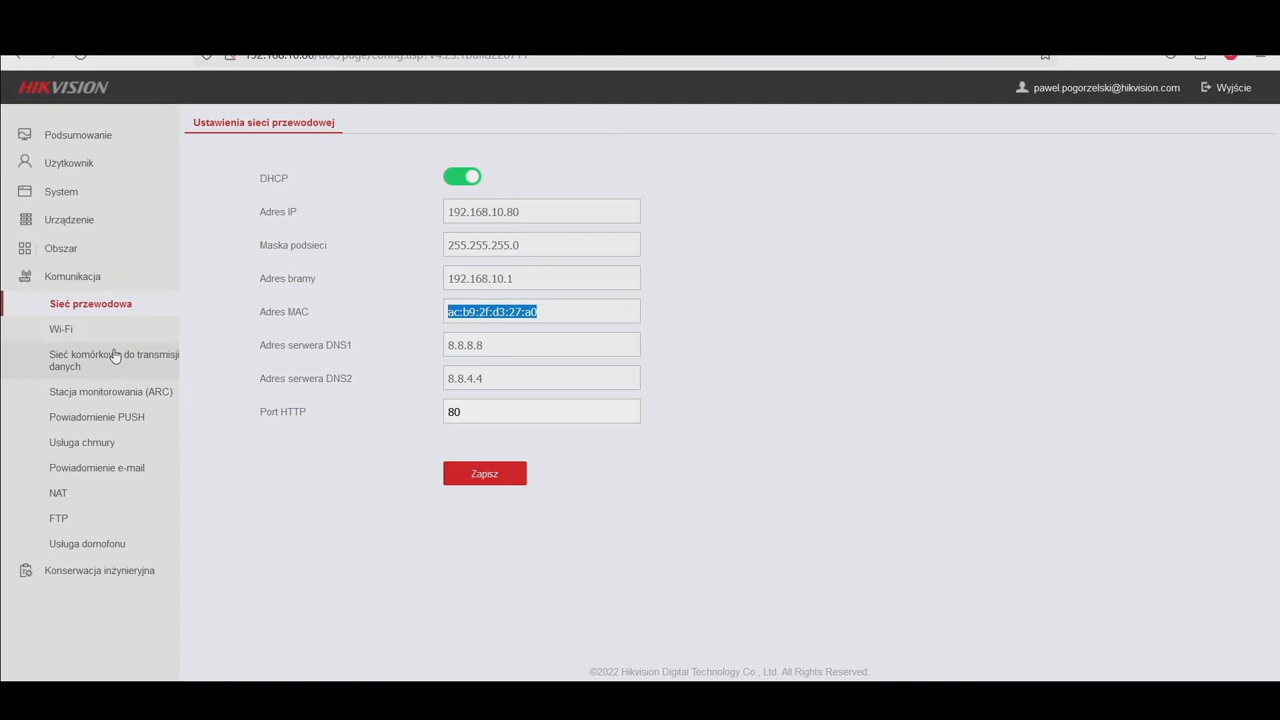 HIKVISION
pawel.pogorzelski@hikvision.com
Wyjście
Podsumowanie
Użytkownik
System
Urządzenie
Obszar
Komunikacja
Sieć przewodowa
Wi-Fi
Sieć do transmisji
danych
Stacja monitorowania (ARC)
Powiadomienie PUSH
Usługa chmury
Powiadomienie e-mail
NAT
FTP
Usługa domofonu
Konserwacja inżynieryjna
Ustawienia sieci przewodowej
DHCP
Adres IP 192.168.10.80
Maska podsieci 255.255.255.0
Adres bramy 192.168.10.1
Adres MAC ac:b9:2f:d3:27:a0
Adres serwera DNS1 8.8.8.8
Adres serwera DNS2 8.8.4.4
Port HTTP 80
Zapisz
©2022 Hikvision Digital Technology Co., Ltd. All Rights Reserved.